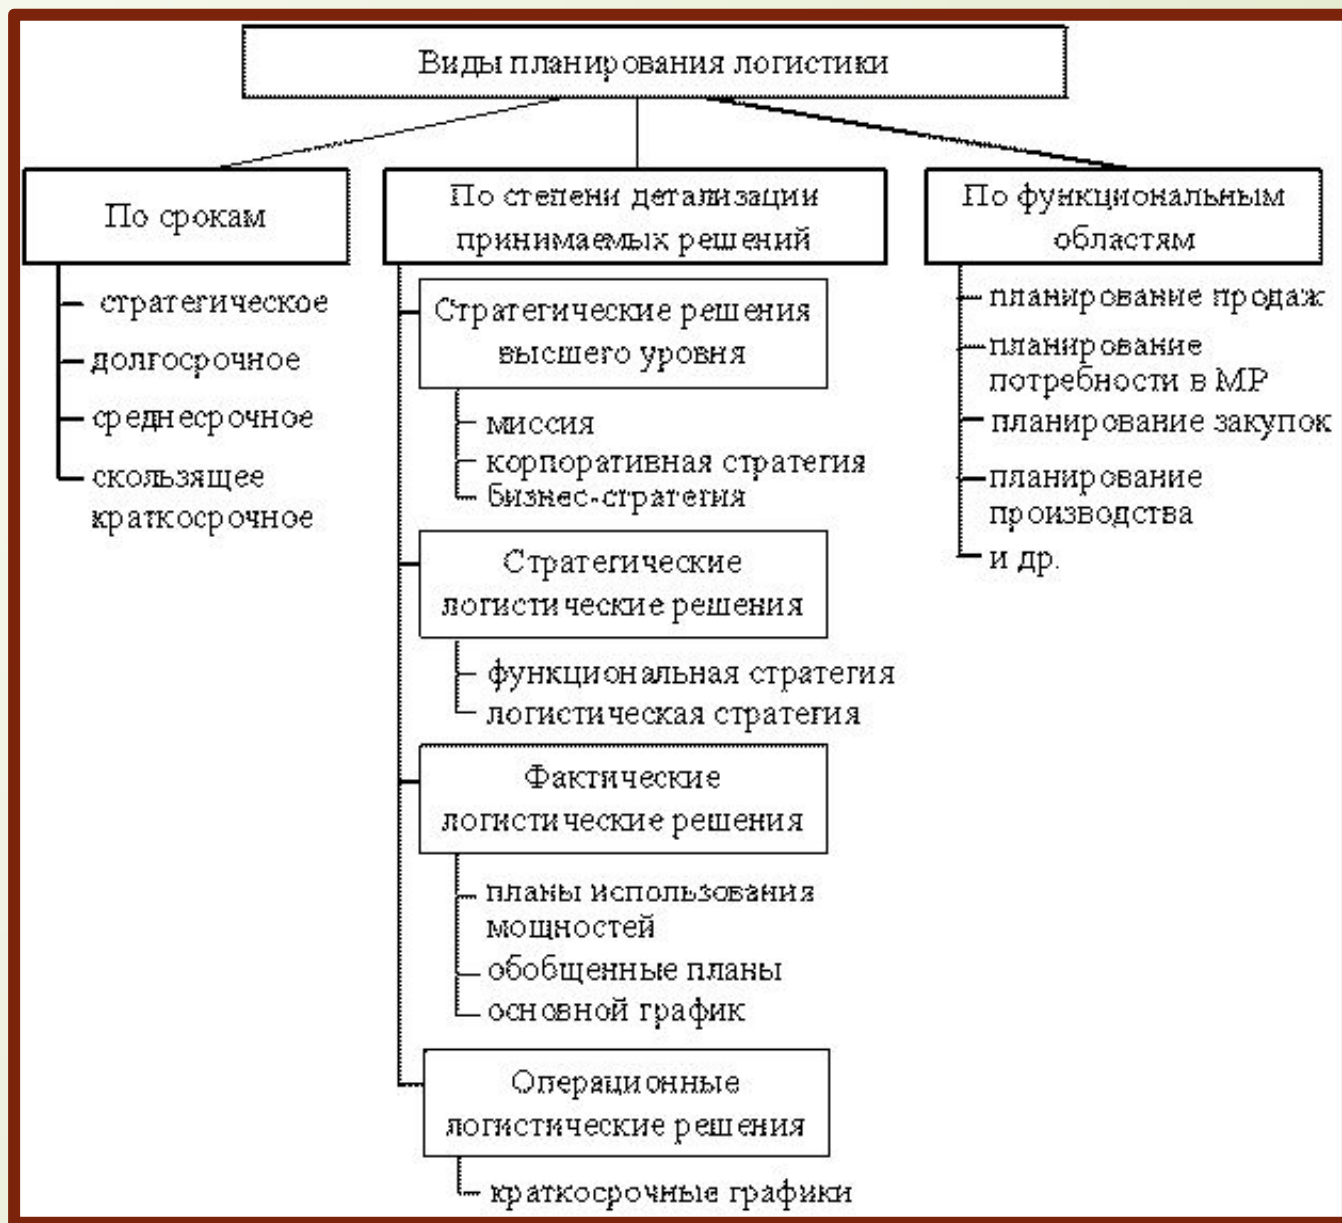 Виды планирования логистики
По срокам
стратегическое
долгосрочное
среднесрочное
скользящее
краткосрочное
По степени детализации
принимаемых решений
Стратегические решения
высшего уровня
миссия
корпоративная стратегия
бизнес-стратегия
Стратегические
логистические решения
функциональная стратегия
логистическая стратегия
Фактические
логистические решения
планы использования
мощностей
обобщенные планы
основной график
Операционные
логистические решения
краткосрочные графики
По функциональным
областям
планирование продаж
планирование
потребности в МР
планирование закупок
планирование
производства
и др.